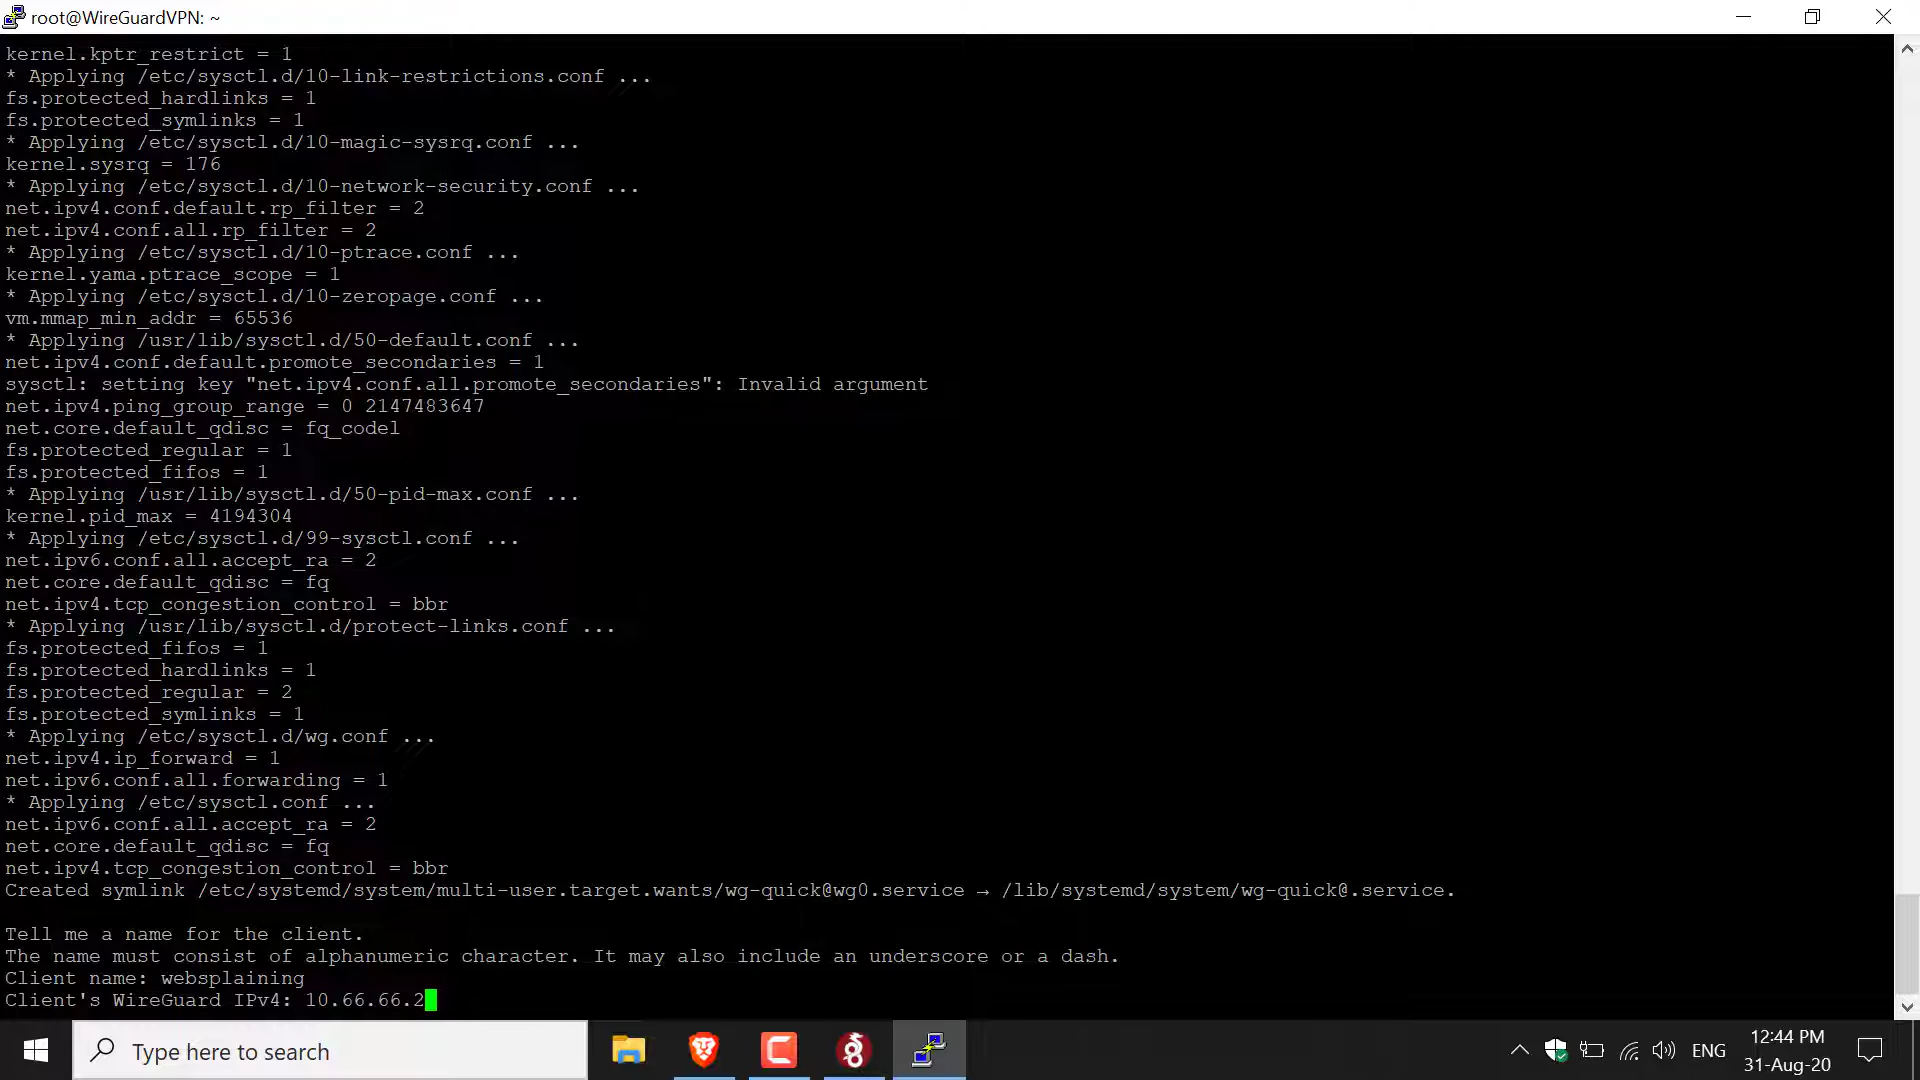 root@WireGuardVPN: ~
kernel.kptr_restrict = 1
* Applying /etc/sysctl.d/10-link-restrictions.conf ...
fs.protected_hardlinks = 1
fs.protected_symlinks = 1
* Applying /etc/sysctl.d/10-magic-sysrq.conf ...
kernel.sysrq = 176
* Applying /etc/sysctl.d/10-network-security.conf ...
net.ipv4.conf.default.rp_filter = 2
net.ipv4.conf.all.rp_filter = 2
* Applying /etc/sysctl.d/10-ptrace.conf ...
kernel.yama.ptrace_scope = 1
* Applying /etc/sysctl.d/10-zeropage.conf ...
vm.mmap_min_addr = 65536
* Applying /usr/lib/sysctl.d/50-default.conf ...
net.ipv4.conf.default.promote_secondaries = 1
sysctl: setting key "net.ipv4.conf.all.promote_secondaries": Invalid argument
net.ipv4.ping_group_range = 0 2147483647
net.core.default_qdisc = fq_codel
fs.protected_regular = 1
fs.protected_fifos = 1
* Applying /usr/lib/sysctl.d/50-pid-max.conf ...
kernel.pid_max = 4194304
* Applying /etc/sysctl.d/99-sysctl.conf ...
net.ipv6.conf.all.accept_ra = 2
net.core.default_qdisc = fq
net.ipv4.tcp_congestion_control = bbr
* Applying /usr/lib/sysctl.d/protect-links.conf ...
fs.protected_fifos = 1
fs.protected_hardlinks = 1
fs.protected_regular = 2
fs.protected_symlinks = 1
* Applying /etc/sysctl.d/wg.conf ...
net.ipv4.ip_forward = 1
net.ipv6.conf.all.forwarding = 1
* Applying /etc/sysctl.conf ...
net.ipv6.conf.all.accept_ra = 2
net.core.default_qdisc = fq
net.ipv4.tcp_congestion_control = bbr
Created symlink /etc/systemd/system/multi-user.target.wants/wg-quick@wg0.service → /lib/systemd/system/wg-quick@.service.
Tell me a name for the client.
The name must consist of alphanumeric character. It may also include an underscore or a dash.
Client name: websplaining
Client's WireGuard IPv4: 10.66.66.2
Type here to search
ENG
12:44 PM
31-Aug-20